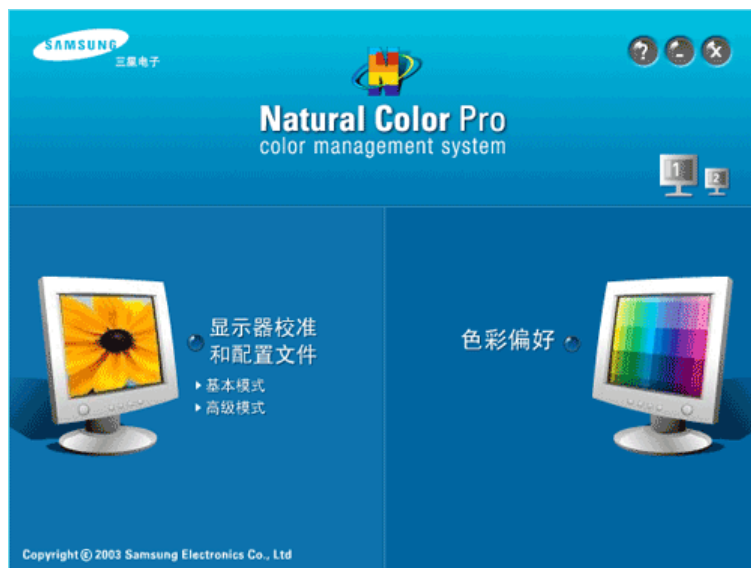 SAMSUNG
三星电子
Natural Color Pro
color management system
1
2
显示器校准
和配置文件
基本模式
高级模式
色彩偏好
Copyright © 2003 Samsung Electronics Co., Ltd